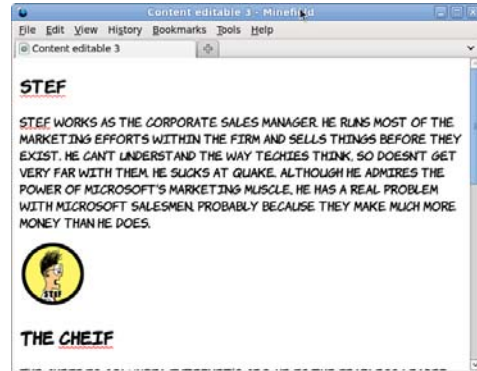 Content editable 3 - Minefield
File Edit View History Bookmarks Tools Help
Content editable 3
STEF
STEF WORKS AS THE CORPORATE SALES MANAGER. HE RUNS MOST OF THE
MARKETING EFFORTS WITHIN THE FIRM AND SELLS THINGS BEFORE THEY
EXIST. HE CAN'T UNDERSTAND THE WAY TECHIES THINK, SO DOESN'T GET
VERY FAR WITH THEM. HE SUCKS AT QUAKE. ALTHOUGH HE ADMIRES THE
POWER OF MICROSOFT'S MARKETING MUSCLE, HE HAS A REAL PROBLEM
WITH MICROSOFT SALESMEN, PROBABLY BECAUSE THEY MAKE MUCH MORE
MONEY THAN HE DOES.
STEF
THE CHEIF